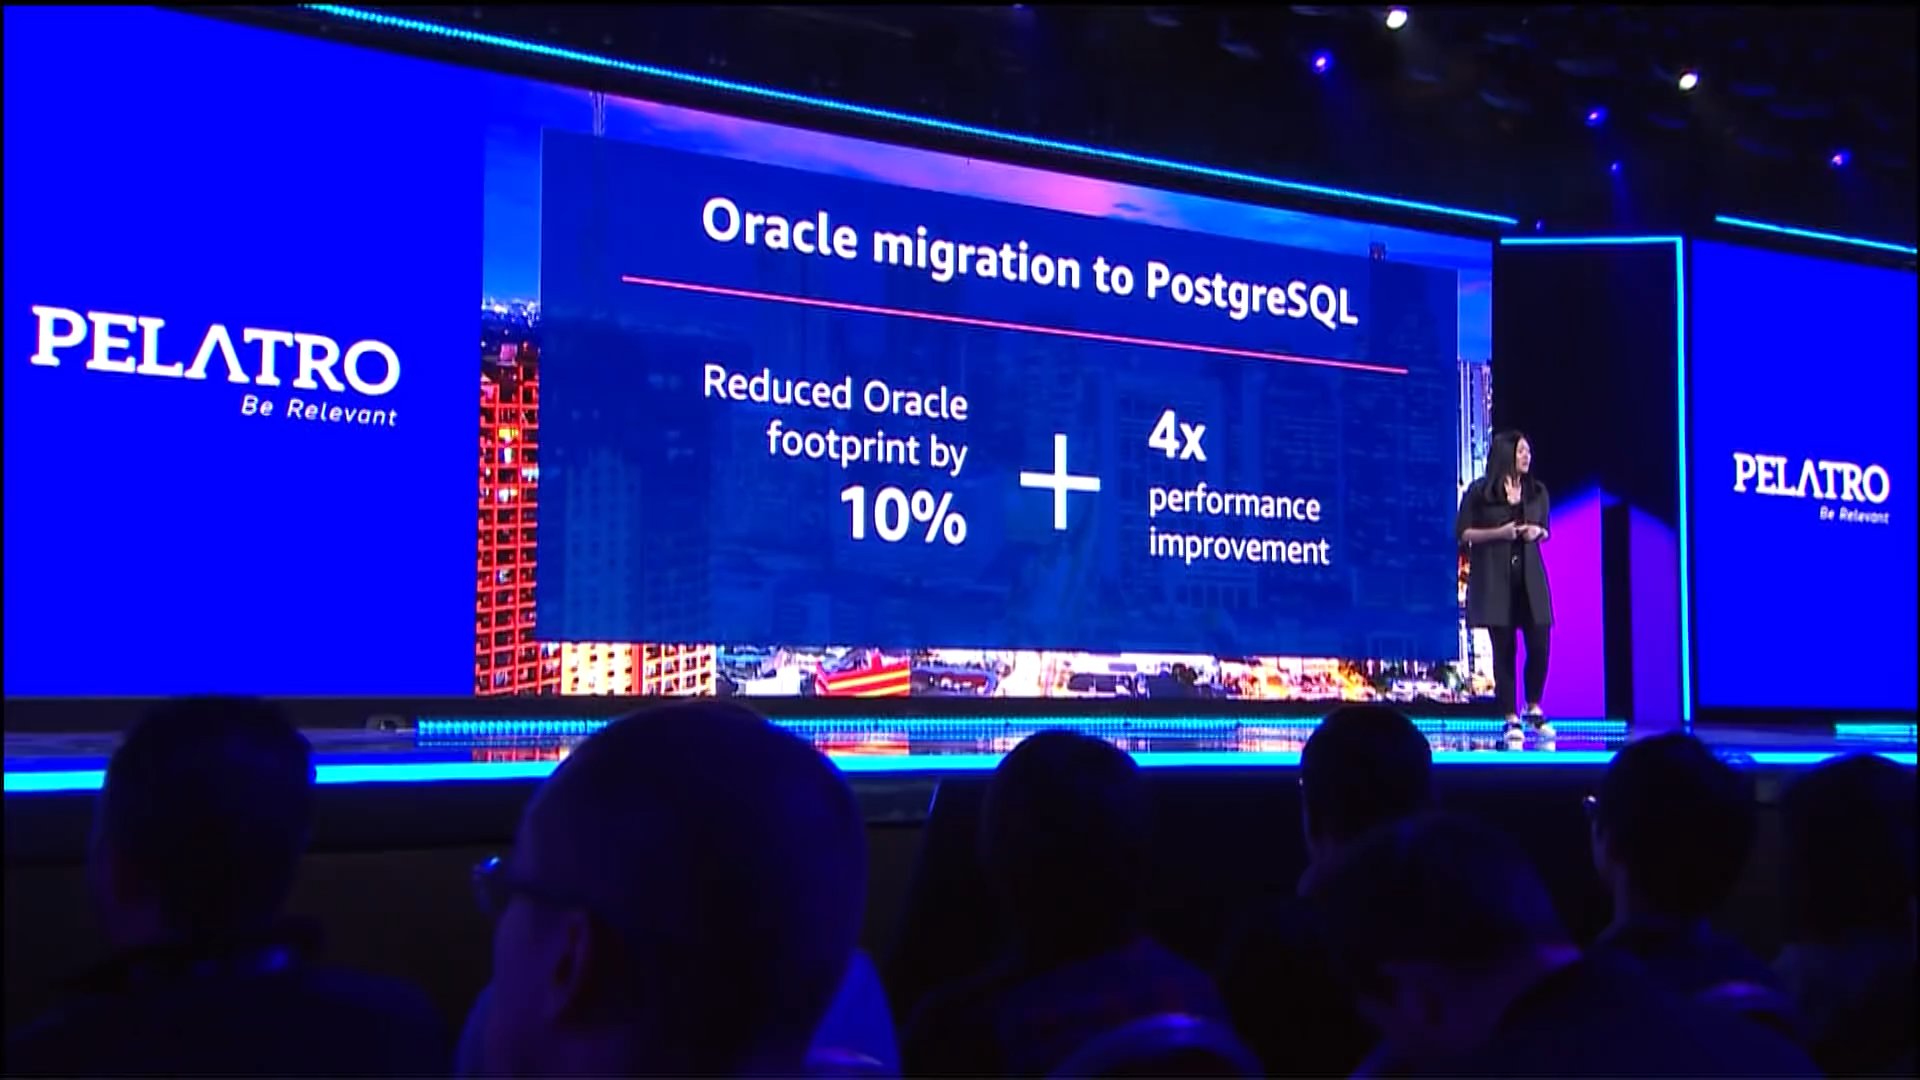 PELATRO
Be Relevant
Oracle migration to PostgreSQL
Reduced Oracle
footprint by
10%
+
4x
performance
improvement
PELATRO
Be Relevant